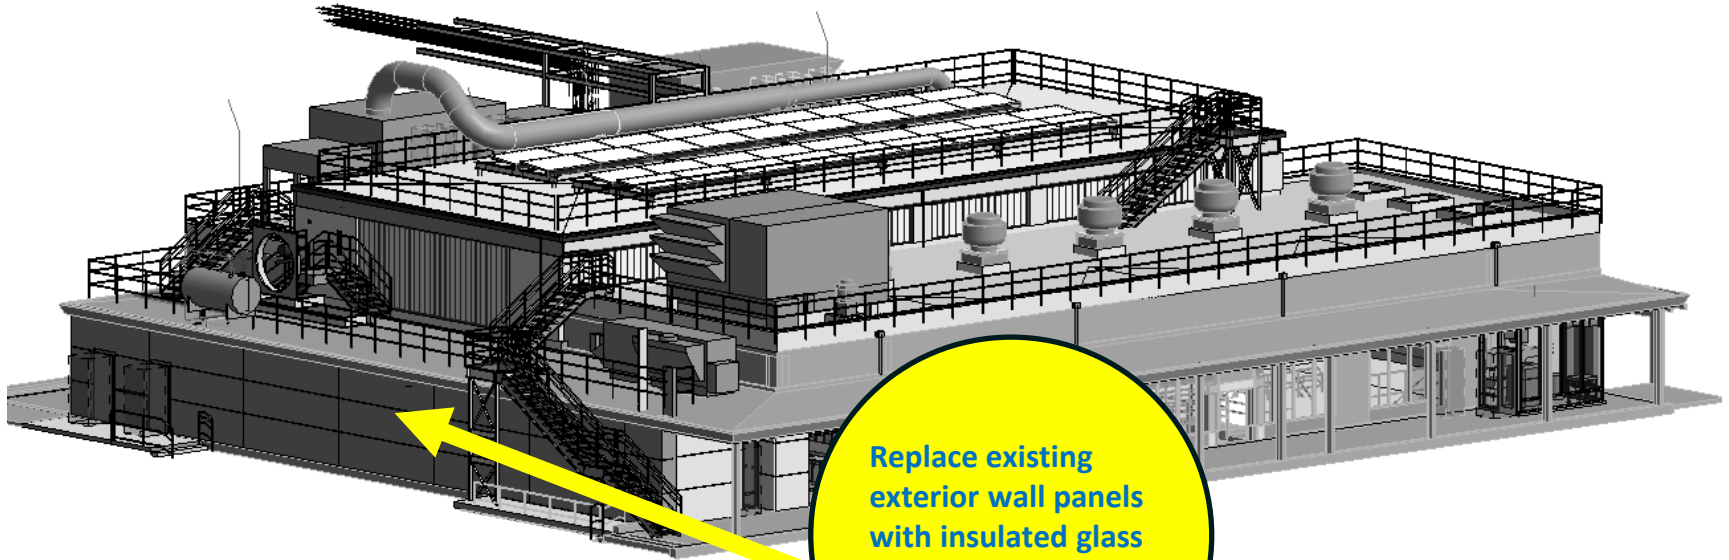 Replace existing
exterior wall panels
with insulated glass